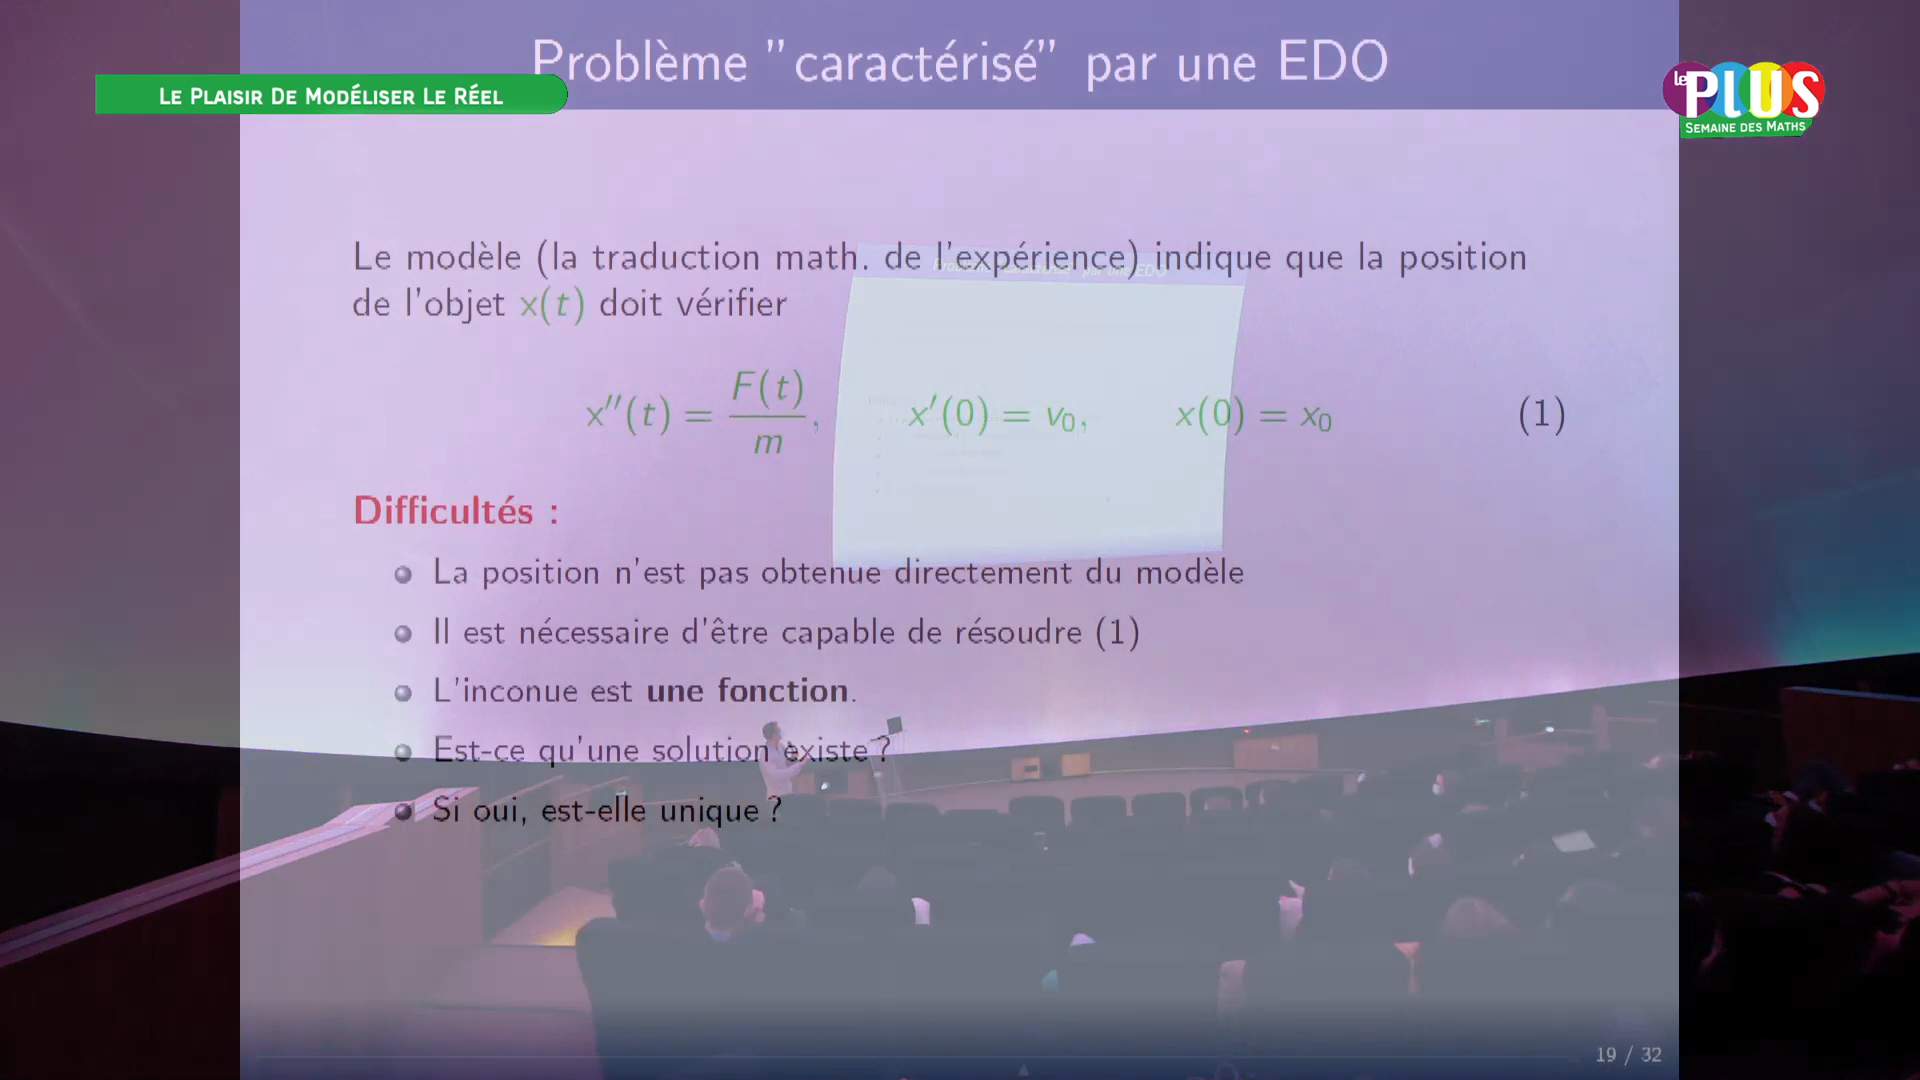 Problème "caractérisé" par une EDO
Le Plaisir De Modéliser Le Réel
le PLUS
Semaine des Maths
Le modèle (la traduction math. de l'expérience) indique que la position
de l'objet x(t) doit vérifier
x''(t) = F(t)/m, x'(0) = v₀, x(0) = x₀ (1)
Difficultés :
La position n'est pas obtenue directement du modèle
Il est nécessaire d'être capable de résoudre (1)
L'inconue est une fonction.
Est-ce qu'une solution existe ?
Si oui, est-elle unique ?
19 / 32